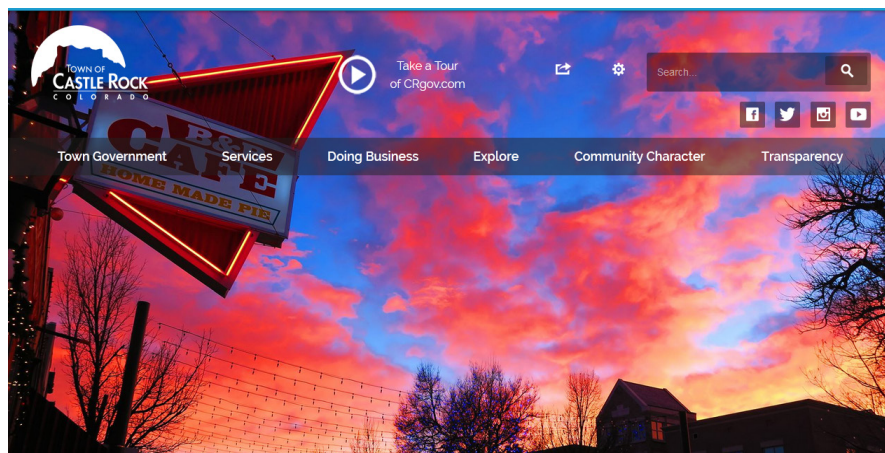 TOWN OF
CASTLE ROCK
COLORADO
Take a Tour
of CRgov.com
Search...
Town Government
Services
Doing Business
Explore
Community Character
Transparency
B&B
CAFE
HOME MADE PIE